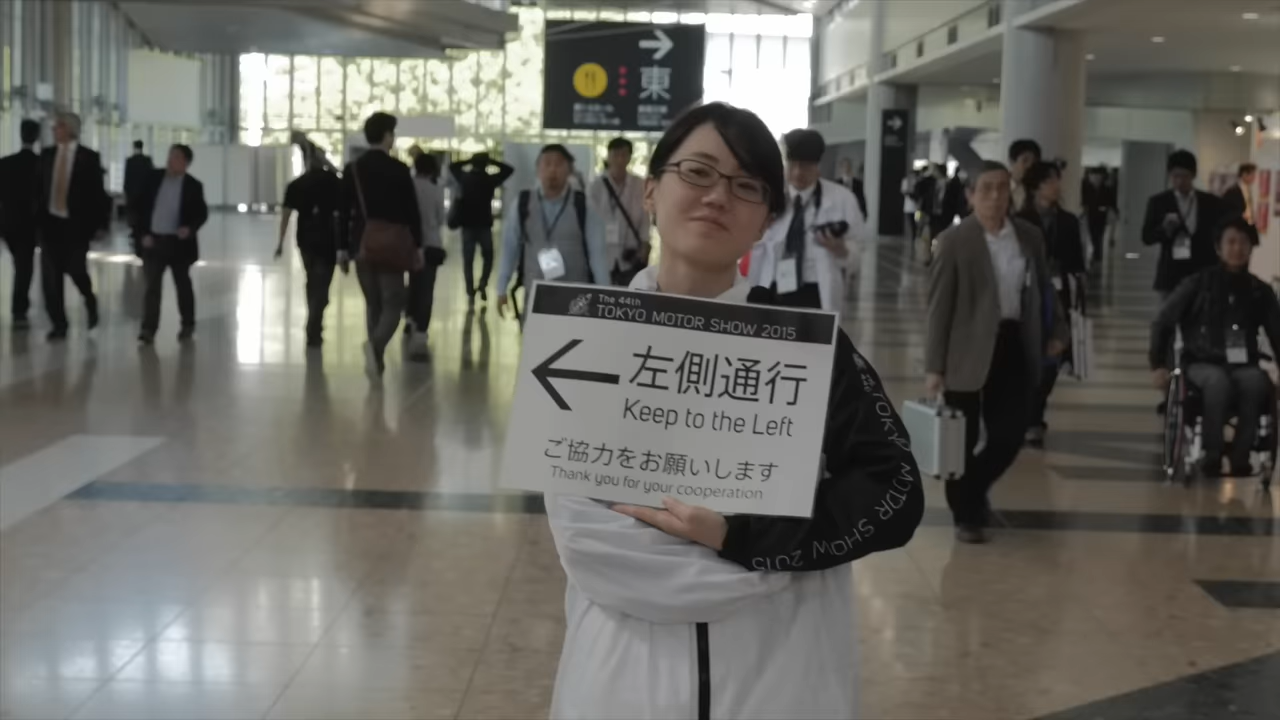 東
The 44th
TOKYO MOTOR SHOW 2015
左側通行
Keep to the Left
ご協力をお願いします
Thank you for your cooperation
TOKYO MOTOR SHOW 2015